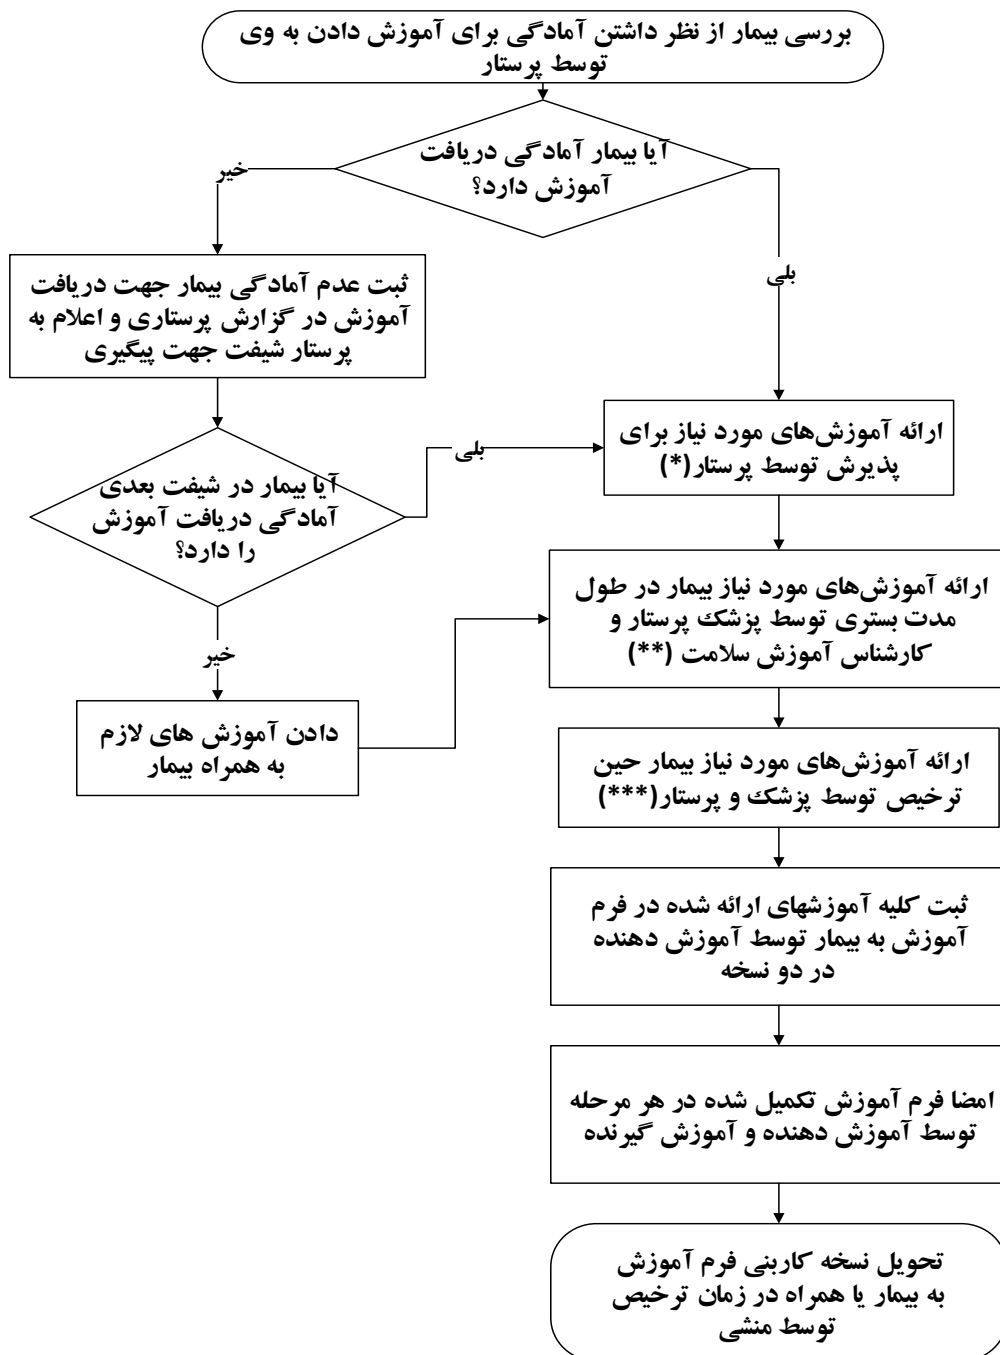 بررسی بیمار از نظر داشتن آمادگی برای آموزش دادن به وی
توسط پرستار
آیا بیمار آمادگی دریافت
آموزش دارد؟
خیر
بلی
ثبت عدم آمادگی بیمار جهت دریافت
آموزش در گزارش پرستاری و اعلام به
پرستار شیفت جهت پیگیری
ارائه آموزش‌های مورد نیاز برای
پذیرش توسط پرستار(*)
بلی
آیا بیمار در شیفت بعدی
آمادگی دریافت آموزش
را دارد؟
ارائه آموزش‌های مورد نیاز بیمار در طول
مدت بستری توسط پزشک پرستار و
کارشناس آموزش سلامت (**)
خیر
دادن آموزش های لازم
به همراه بیمار
ارائه آموزش‌های مورد نیاز بیمار حین
ترخیص توسط پزشک و پرستار(***)
ثبت کلیه آموزشهای ارائه شده در فرم
آموزش به بیمار توسط آموزش دهنده
در دو نسخه
امضا فرم آموزش تکمیل شده در هر مرحله
توسط آموزش دهنده و آموزش گیرنده
تحویل نسخه کاربنی فرم آموزش
به بیمار یا همراه در زمان ترخیص
توسط منشی